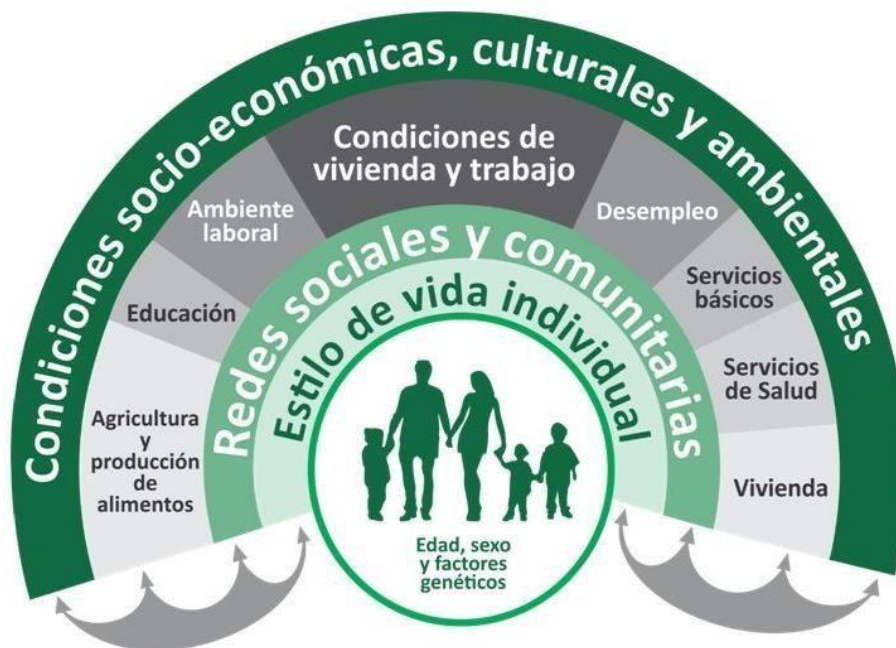 Condiciones socio-económicas, culturales y ambientales
Condiciones de
vivienda y trabajo
Ambiente
laboral
Desempleo
Educación
Servicios
básicos
Agricultura
y
producción
de
alimentos
Servicios
de Salud
Vivienda
Redes sociales y comunitarias
Estilo de vida individual
Edad, sexo
y factores
genéticos